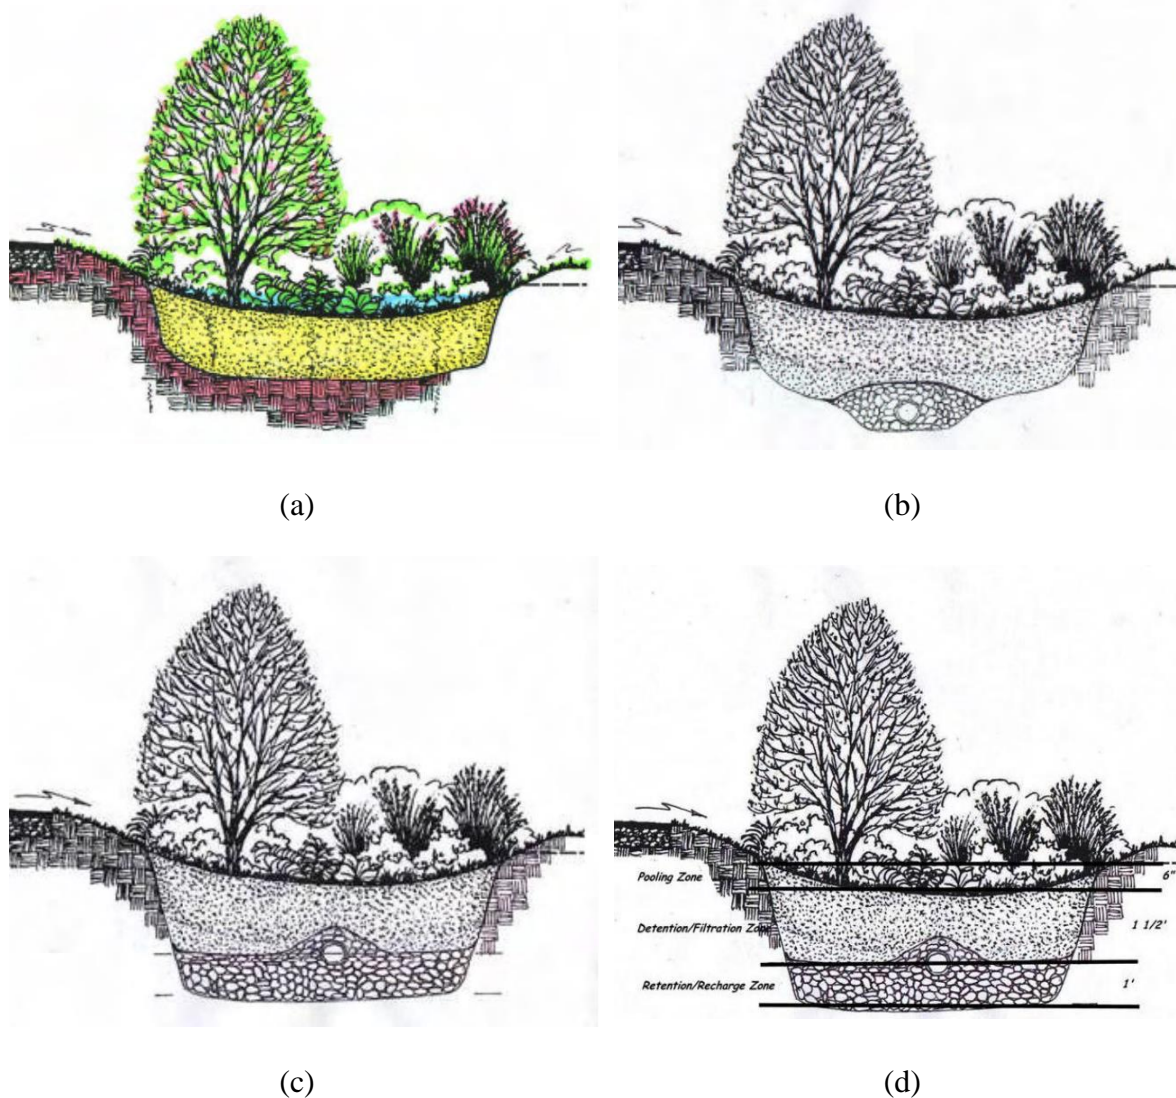 (a)
(b)
(c)
Pooling Zone
6"
Detention/Filtration Zone
1 1/2'
Retention/Recharge Zone
1'
(d)